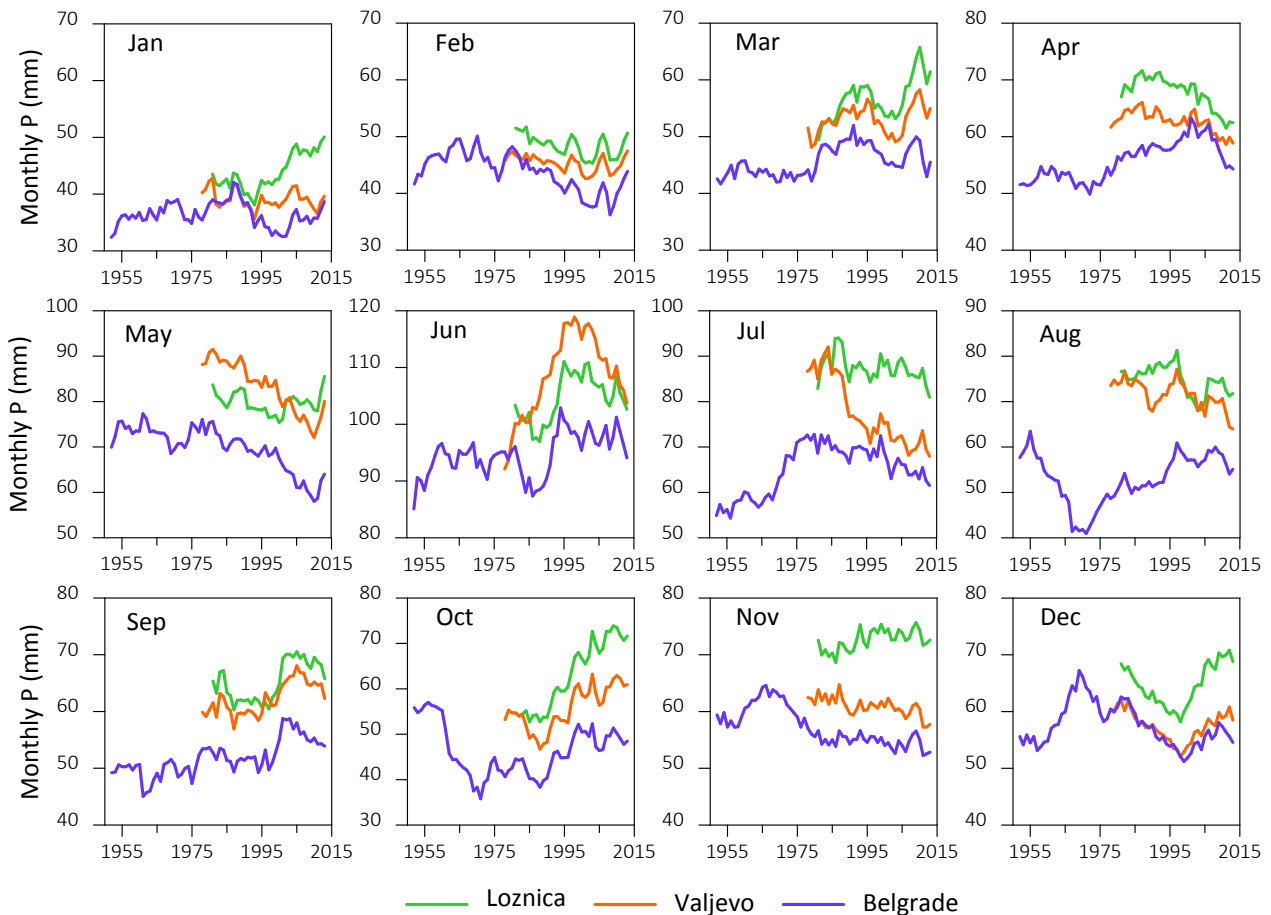 70 Jan 70 Feb 70 Mar 80 Apr
60 60 60 70
50 50 50 60
40 40 40 50
30 30 30 40
Monthly P (mm)
1955 1975 1995 2015 1955 1975 1995 2015 1955 1975 1995 2015 1955 1975 1995 2015
100 May 120 Jun 100 Jul 90 Aug
90 110 90 80
80 100 80 70
70 90 70 60
60 80 60 50
50 50 40
Monthly P (mm)
1955 1975 1995 2015 1955 1975 1995 2015 1955 1975 1995 2015 1955 1975 1995 2015
80 Sep 80 Oct 80 Nov 80 Dec
70 70 70 70
60 60 60 60
50 50 50 50
40 40 40 40
30
Monthly P (mm)
1955 1975 1995 2015 1955 1975 1995 2015 1955 1975 1995 2015 1955 1975 1995 2015
Loznica Valjevo Belgrade